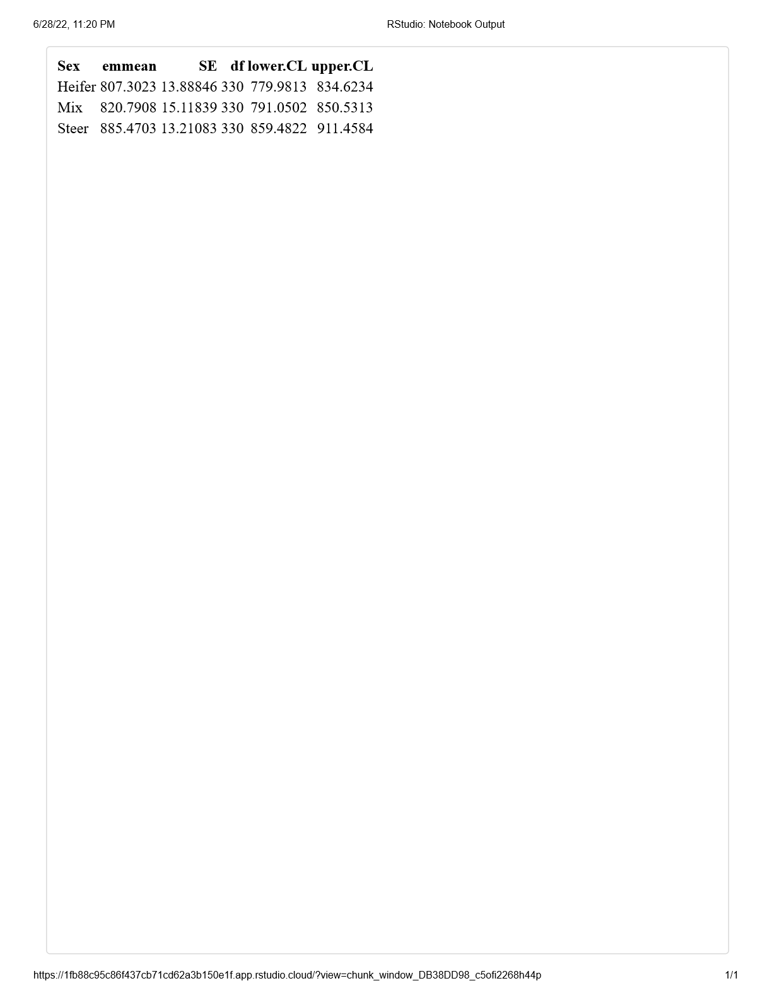 6/28/22, 11:20 PM RStudio: Notebook Output
Sex emmean SE df lower.CL upper.CL
Heifer 807.3023 13.88846 330 779.9813 834.6234
Mix 820.7908 15.11839 330 791.0502 850.5313
Steer 885.4703 13.21083 330 859.4822 911.4584
https://1fb88c95c86f437cb71cd62a3b150e1f.app.rstudio.cloud/?view=chunk_window_DB38DD98_c5ofi2268h44p 1/1